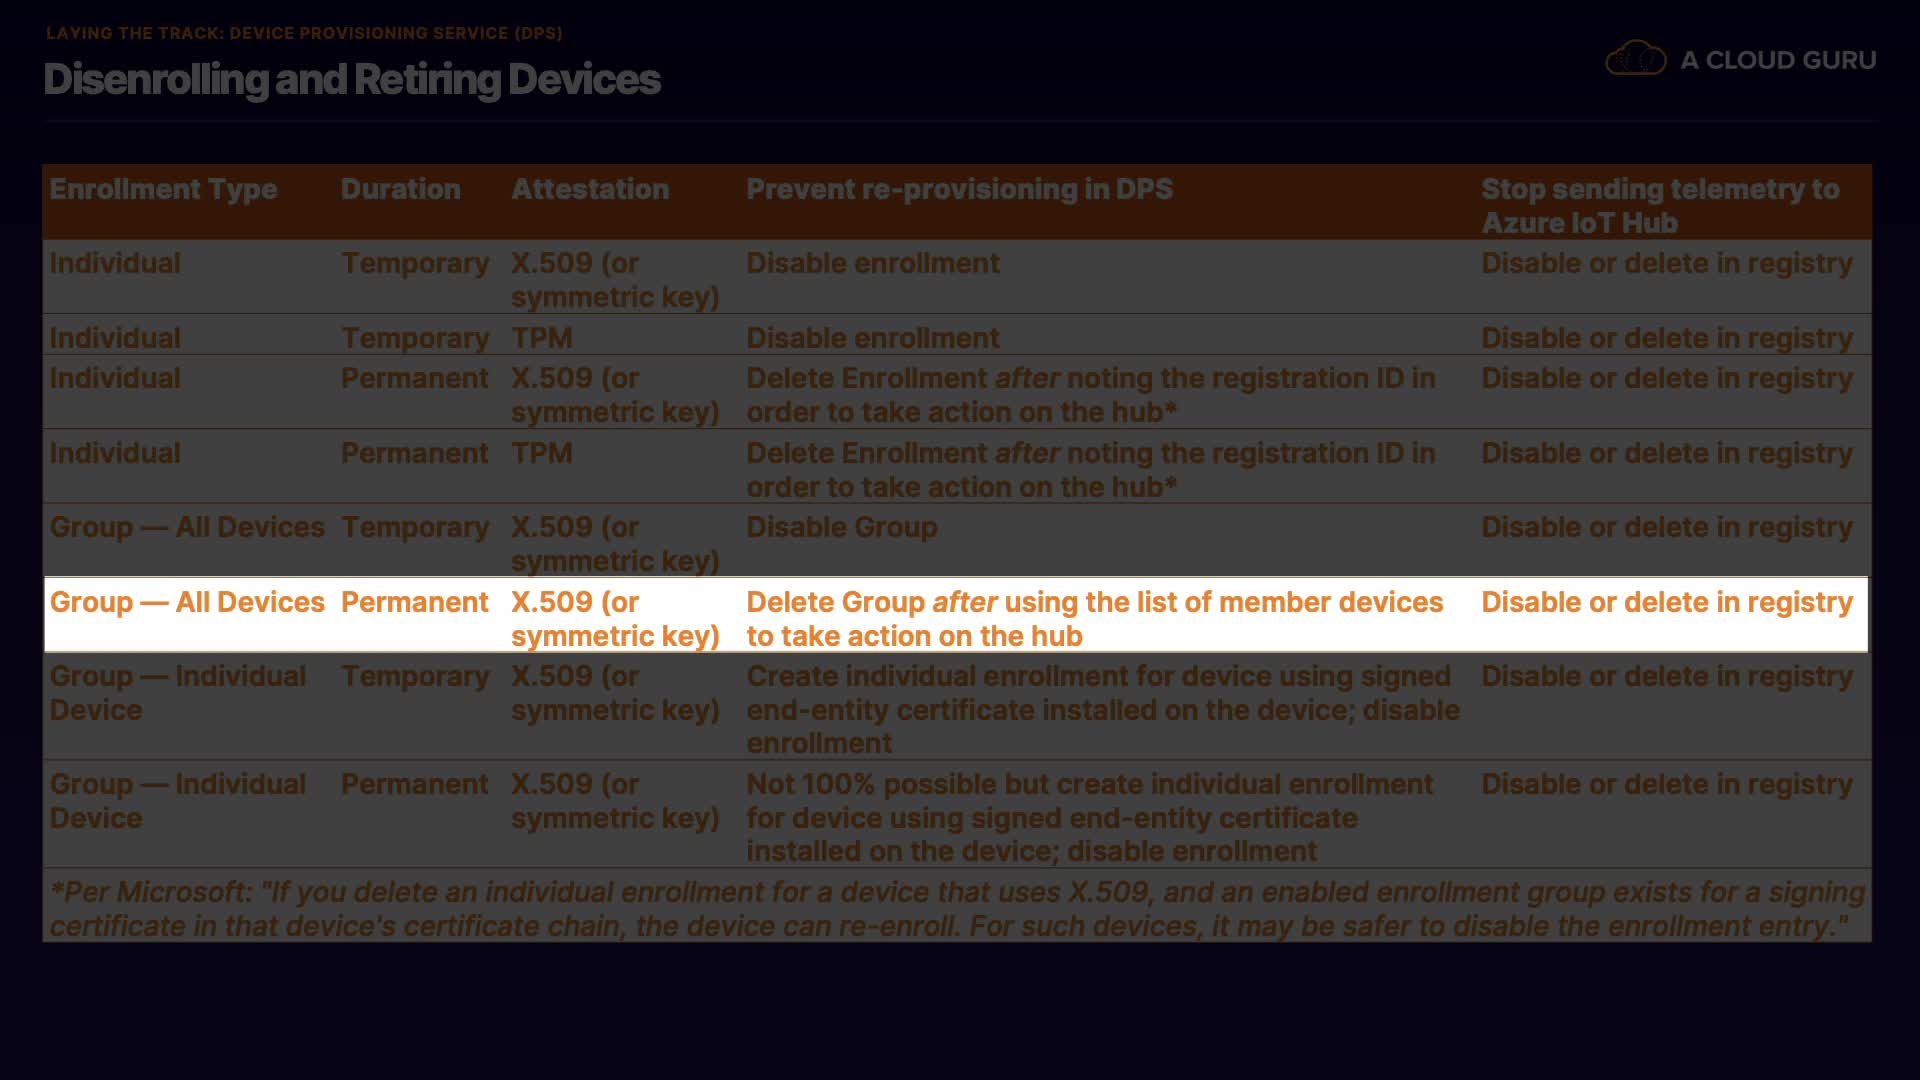 LAYING THE TRACK: DEVICE PROVISIONING SERVICE (DPS)
Disenrolling and Retiring Devices
A CLOUD GURU
Enrollment Type Duration Attestation Prevent re-provisioning in DPS Stop sending telemetry to
Azure IoT Hub
Individual Temporary X.509 (or Disable enrollment Disable or delete in registry
symmetric key)
Individual Temporary TPM Disable enrollment Disable or delete in registry
Individual Permanent X.509 (or Delete Enrollment after noting the registration ID in Disable or delete in registry
symmetric key) order to take action on the hub*
Individual Permanent TPM Delete Enrollment after noting the registration ID in Disable or delete in registry
order to take action on the hub*
Group — All Devices Temporary X.509 (or Disable Group Disable or delete in registry
symmetric key)
Group — All Devices Permanent X.509 (or Delete Group after using the list of member devices Disable or delete in registry
symmetric key) to take action on the hub
Group — Individual Temporary X.509 (or Create individual enrollment for device using signed Disable or delete in registry
Device symmetric key) end-entity certificate installed on the device; disable
enrollment
Group — Individual Permanent X.509 (or Not 100% possible but create individual enrollment Disable or delete in registry
Device symmetric key) for device using signed end-entity certificate
installed on the device; disable enrollment
*Per Microsoft: "If you delete an individual enrollment for a device that uses X.509, and an enabled enrollment group exists for a signing
certificate in that device's certificate chain, the device can re-enroll. For such devices, it may be safer to disable the enrollment entry."